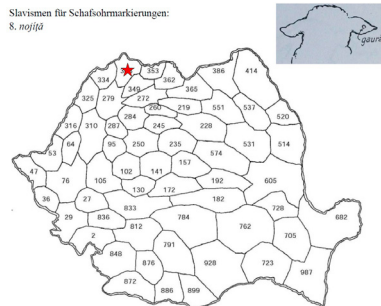 Slavismen für Schafsohrmarkierungen:
8. nojiță
gaură
386 414
334 353
362
349 365
325 279 272
260 219 551 537
284 520
316 310 287 245 228
64 95 250 235 531 514
53 574
157
47 102 141
76 105 192 605
130 172
36 27 182
833 728
29 836 784 682
812 762
2 705
791
848
876 928 723 987
872
886 899